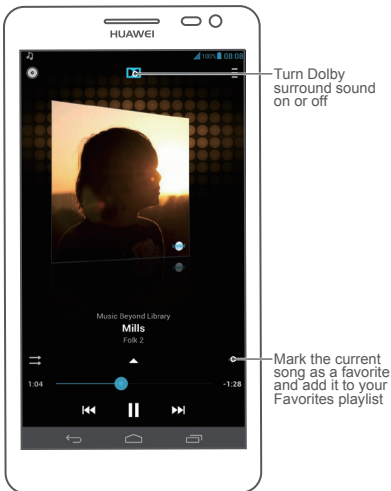 HUAWEI
100% 08:08
Turn Dolby
surround sound
on or off
Music Beyond Library
Mills
Folk 2
Mark the current
song as a favorite
and add it to your
Favorites playlist
1:04
-1:28